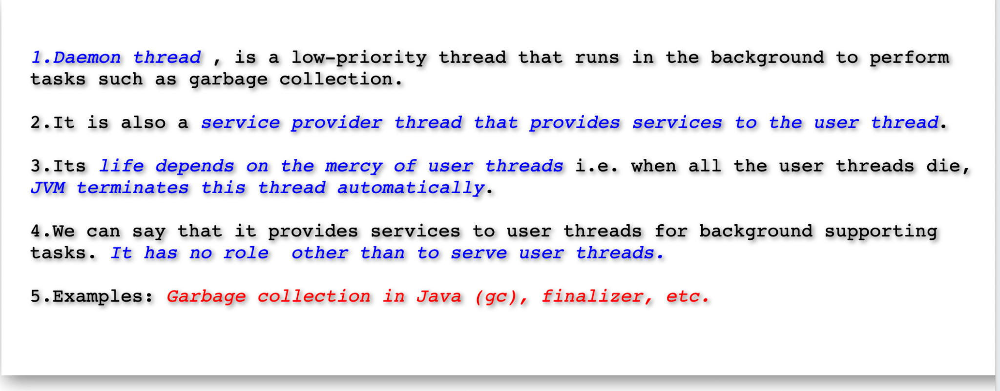 1.Daemon thread , is a low-priority thread that runs in the background to perform
tasks such as garbage collection.
2.It is also a service provider thread that provides services to the user thread.
3.Its life depends on the mercy of user threads i.e. when all the user threads die,
JVM terminates this thread automatically.
4.We can say that it provides services to user threads for background supporting
tasks. It has no role  other than to serve user threads.
5.Examples: Garbage collection in Java (gc), finalizer, etc.